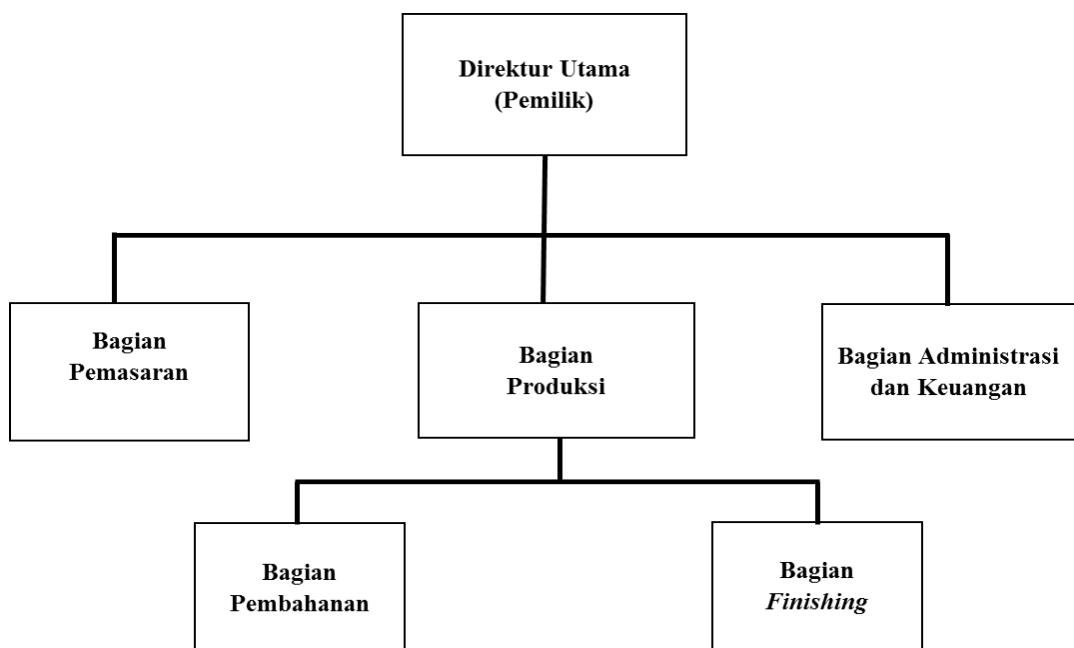 Direktur Utama
(Pemilik)
Bagian
Pemasaran
Bagian
Produksi
Bagian Administrasi
dan Keuangan
Bagian
Pembahanan
Bagian
Finishing